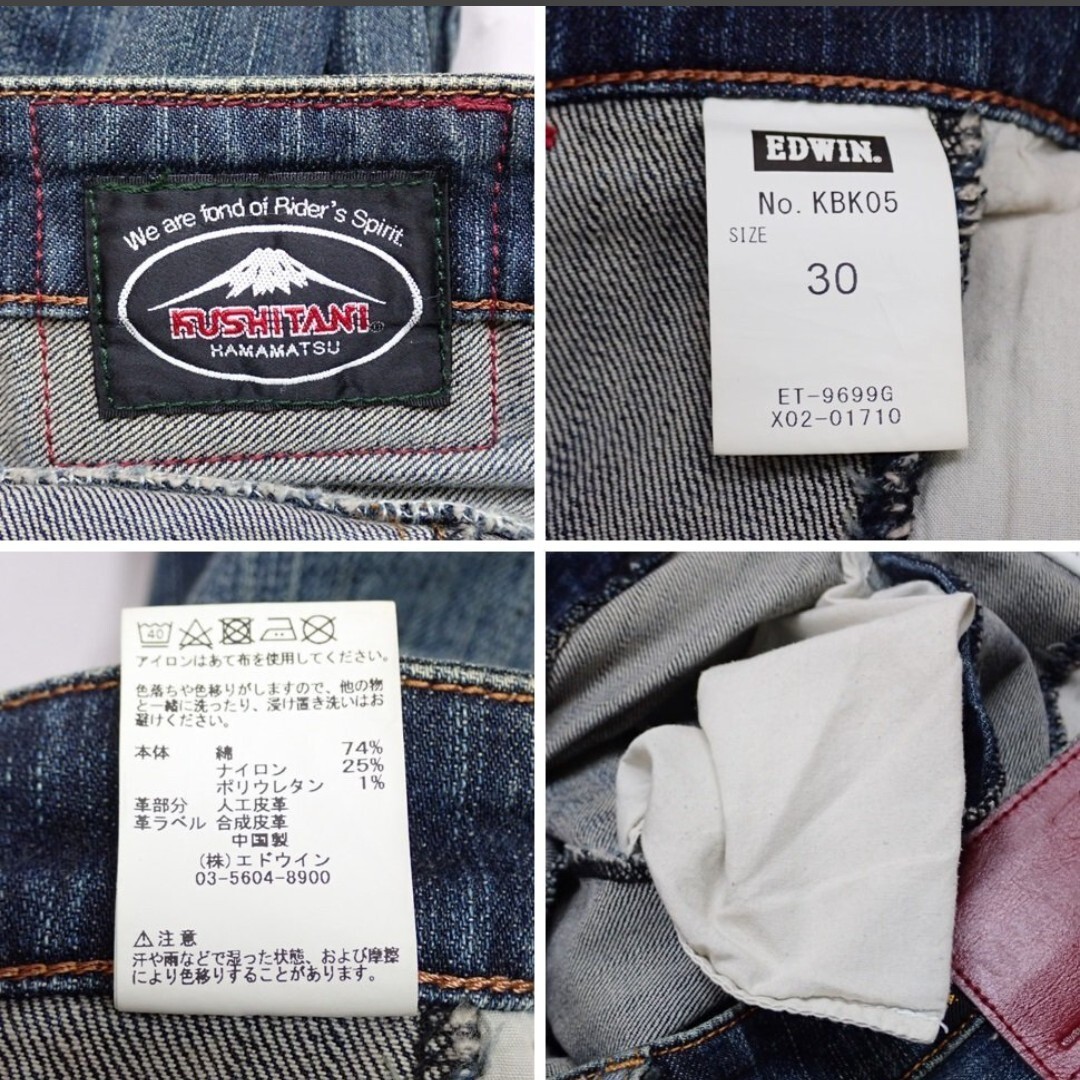 We are fond of Rider's Spirit.
KUSHITANI®
HAMAMATSU
EDWIN®
No. KBK05
SIZE
30
ET-9699G
X02-01710
40
アイロンはあて布を使用してください。
色落ちや色移りがしますので、他の物
と一緒に洗ったり、浸け置き洗いはお
避けください。
本体 綿 74%
ナイロン 25%
ポリウレタン 1%
革部分 人工皮革
革ラベル 合成皮革
中国製
(株)エドウイン
03-5604-8900
⚠注意
汗や雨などで湿った状態、および摩擦
により色移りすることがあります。